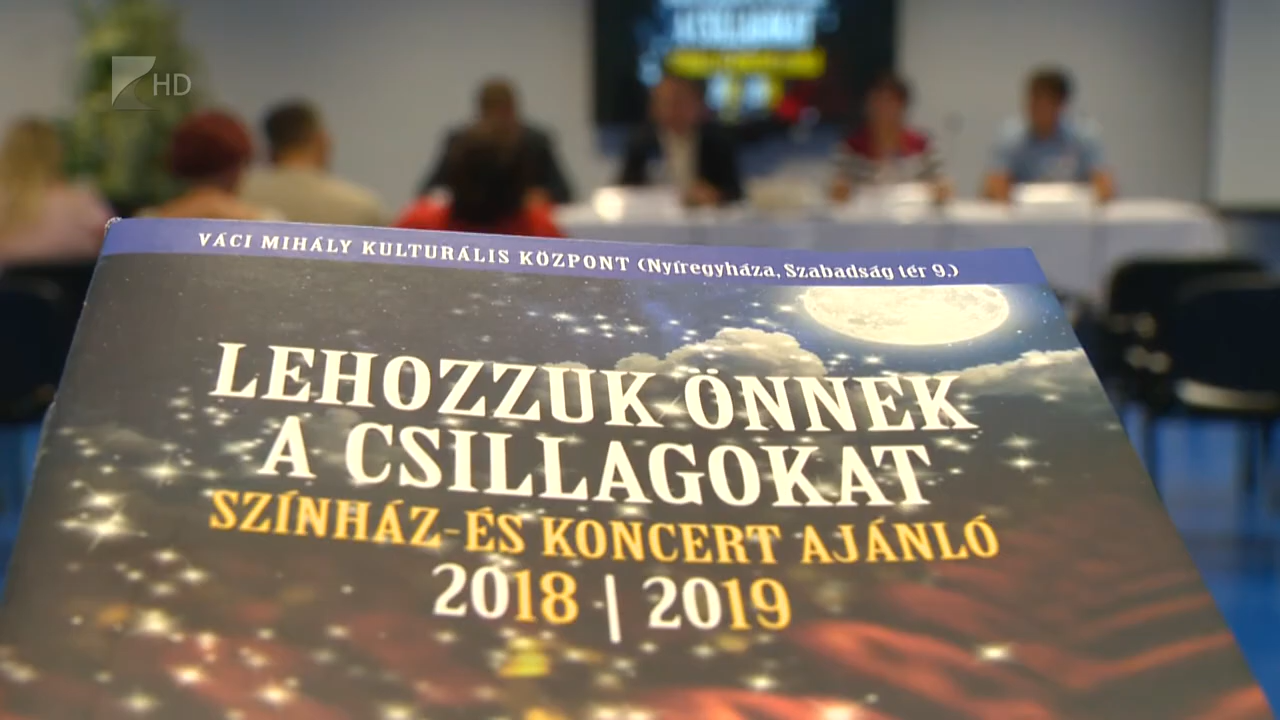 HD
VÁCI MIHÁLY KULTURÁLIS KÖZPONT (Nyíregyháza, Szabadság tér 9.)
LEHOZZUK ÖNNEK
A CSILLAGOKAT
SZÍNHÁZ-ÉS KONCERT AJÁNLÓ
2018 | 2019